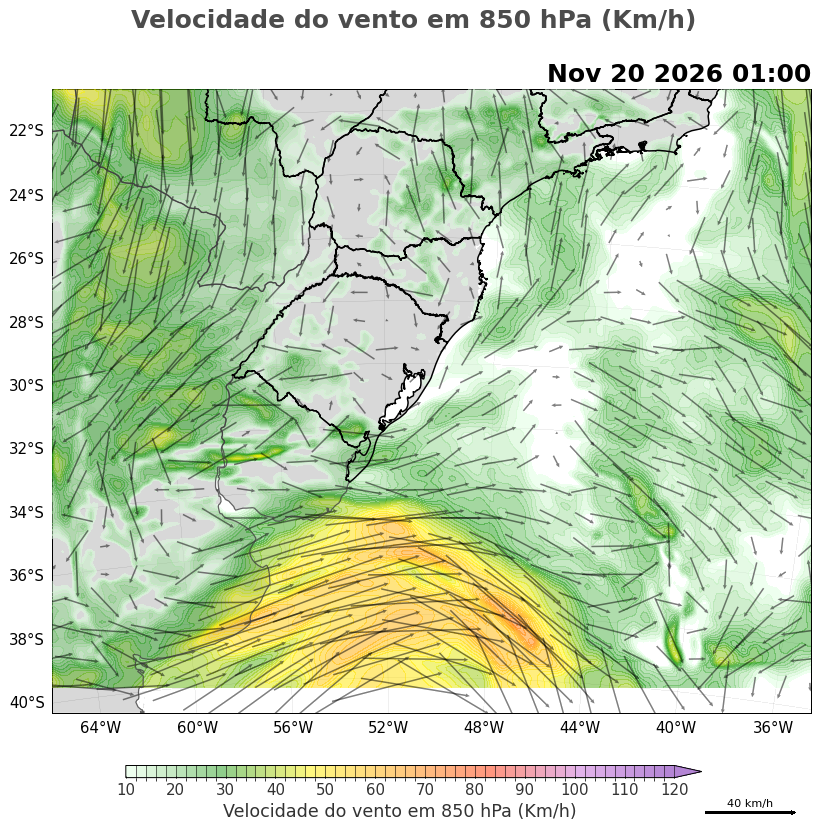 Velocidade do vento em 850 hPa (Km/h)
Nov 20 2026 01:00
22°S
24°S
26°S
28°S
30°S
32°S
34°S
36°S
38°S
40°S
64°W 60°W 56°W 52°W 48°W 44°W 40°W 36°W
10 20 30 40 50 60 70 80 90 100 110 120
Velocidade do vento em 850 hPa (Km/h)
40 km/h